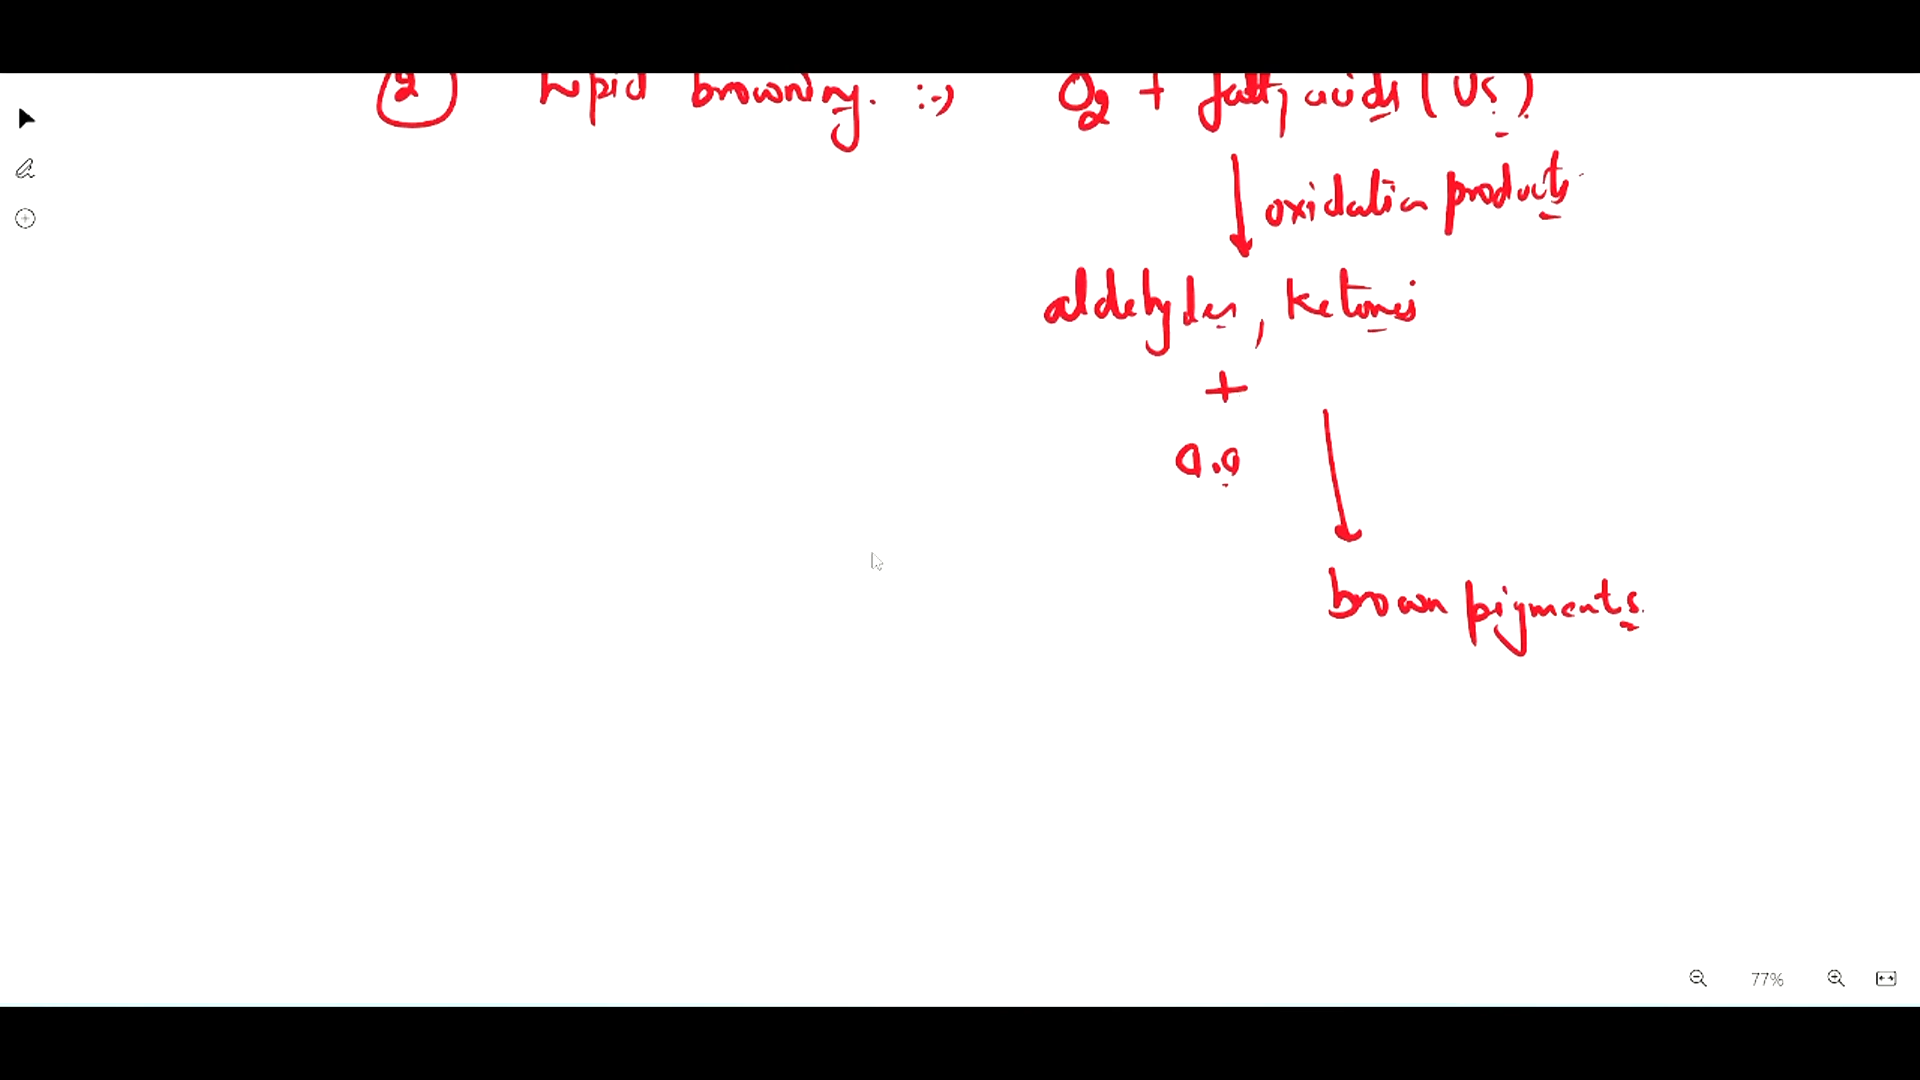 ② Lipid browning :-> O2 + fatty acids (US)
oxidation products
aldehydes, ketones
+
a.a
brown pigments
77%